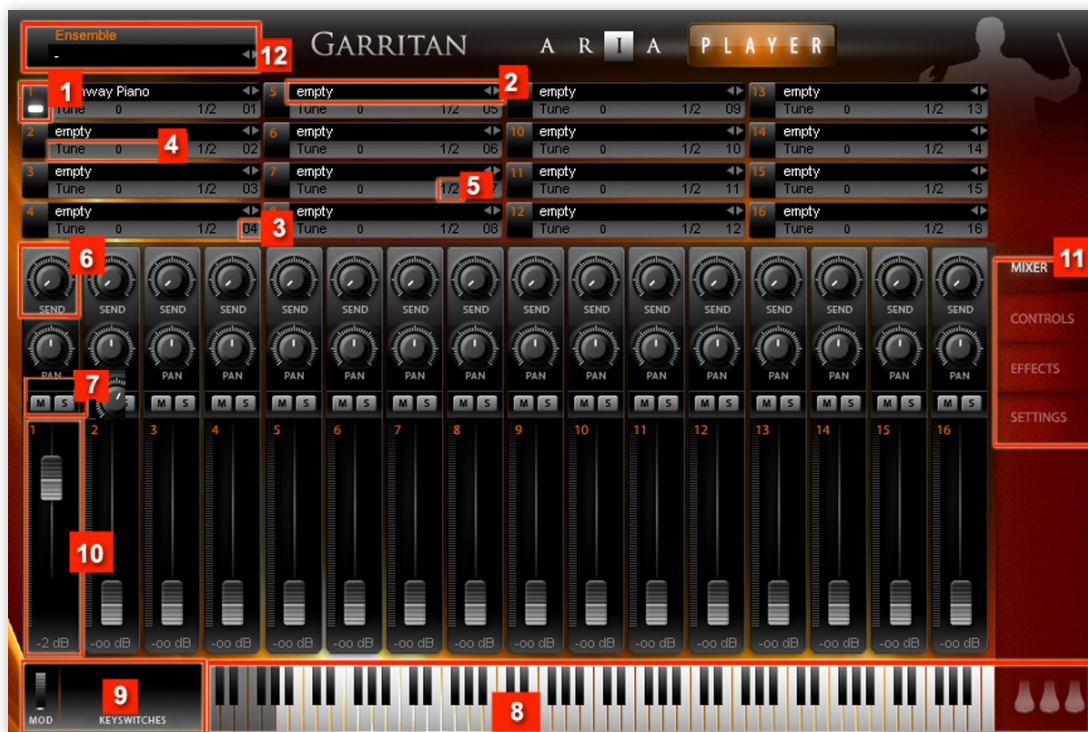 Ensemble
-
12
GARRITAN
ARIA
PLAYER
1 1 nway Piano
Tune 0 1/2 01
5 empty 2
Tune 0 1/2 05
empty
Tune 0 1/2 09
13 empty
Tune 0 1/2 13
2 empty
Tune 0 4 1/2 02
6 empty
Tune 0 1/2 06
10 empty
Tune 0 1/2 10
14 empty
Tune 0 1/2 14
3 empty
Tune 0 1/2 03
7 empty
Tune 0 1/2 5 7
11 empty
Tune 0 1/2 11
15 empty
Tune 0 1/2 15
4 empty
Tune 0 1/2 04 3
empty
Tune 0 1/2 08
12 empty
Tune 0 1/2 12
16 empty
Tune 0 1/2 16
6
SEND SEND SEND SEND SEND SEND SEND SEND SEND SEND SEND SEND SEND SEND SEND SEND
PAN PAN PAN PAN PAN PAN PAN PAN PAN PAN PAN PAN PAN PAN PAN PAN
7
M S S M S M S M S M S M S M S M S M S M S M S M S M S M S M S
1 2 3 4 5 6 7 8 9 10 11 12 13 14 15 16
10
-2 dB -oo dB -oo dB -oo dB -oo dB -oo dB -oo dB -oo dB -oo dB -oo dB -oo dB -oo dB -oo dB -oo dB -oo dB -oo dB
MIXER 11
CONTROLS
EFFECTS
SETTINGS
9
MOD KEYSWITCHES
8